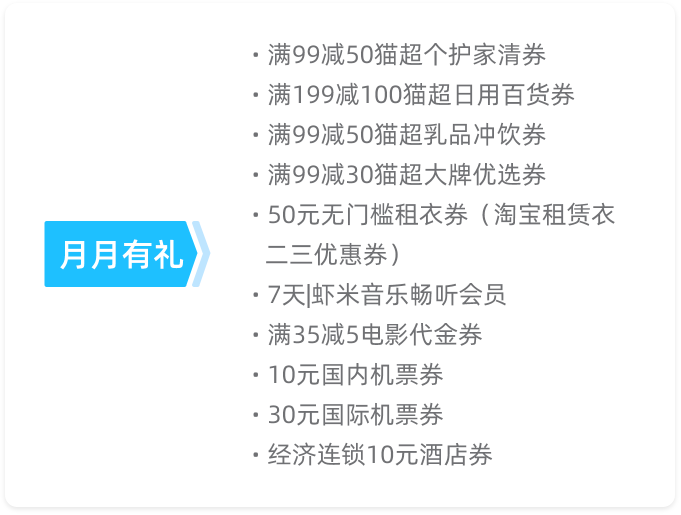 月月有礼
· 满99减50猫超个护家清券
· 满199减100猫超日用百货券
· 满99减50猫超乳品冲饮券
· 满99减30猫超大牌优选券
· 50元无门槛租衣券（淘宝租赁衣
二三优惠券）
· 7天|虾米音乐畅听会员
· 满35减5电影代金券
· 10元国内机票券
· 30元国际机票券
· 经济连锁10元酒店券